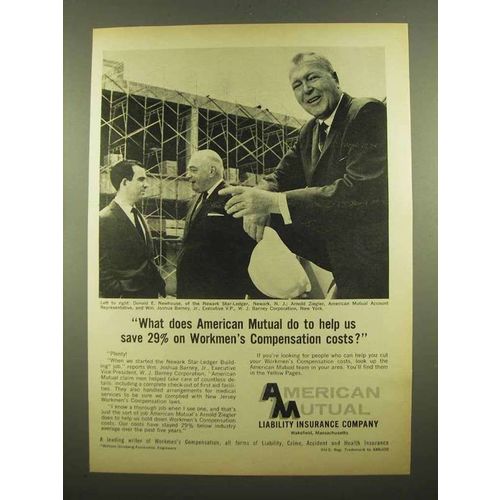 Left to right: Donald E. Newhouse, of the Newark Star-Ledger, Newark, N. J.; Arnold Ziegler, American Mutual Account
Representative, and Wm. Joshua Barney, Jr., Executive V.P., W. J. Barney Corporation, New York.
“What does American Mutual do to help us
save 29% on Workmen’s Compensation costs?”
“Plenty!
“When we started the Newark Star-Ledger Build-
ing* job,” reports Wm. Joshua Barney, Jr., Executive
Vice President, W. J. Barney Corporation, “American
Mutual claim men helped take care of countless de-
tails, including a complete check-out of first aid facili-
ties. They also handled arrangements for medical
services to be sure we complied with New Jersey
Workmen’s Compensation laws.
“I know a thorough job when I see one, and that’s
just the sort of job American Mutual’s Arnold Ziegler
does to help us hold down Workmen’s Compensation
costs. Our costs have stayed 29% below industry
average over the past five years.”
If you’re looking for people who can help you cut
your Workmen’s Compensation costs, look up the
American Mutual team in your area. You’ll find them
in the Yellow Pages.
AMERICAN
MUTUAL
LIABILITY INSURANCE COMPANY
Wakefield, Massachusetts
A leading writer of Workmen’s Compensation, all forms of Liability, Crime, Accident and Health Insurance